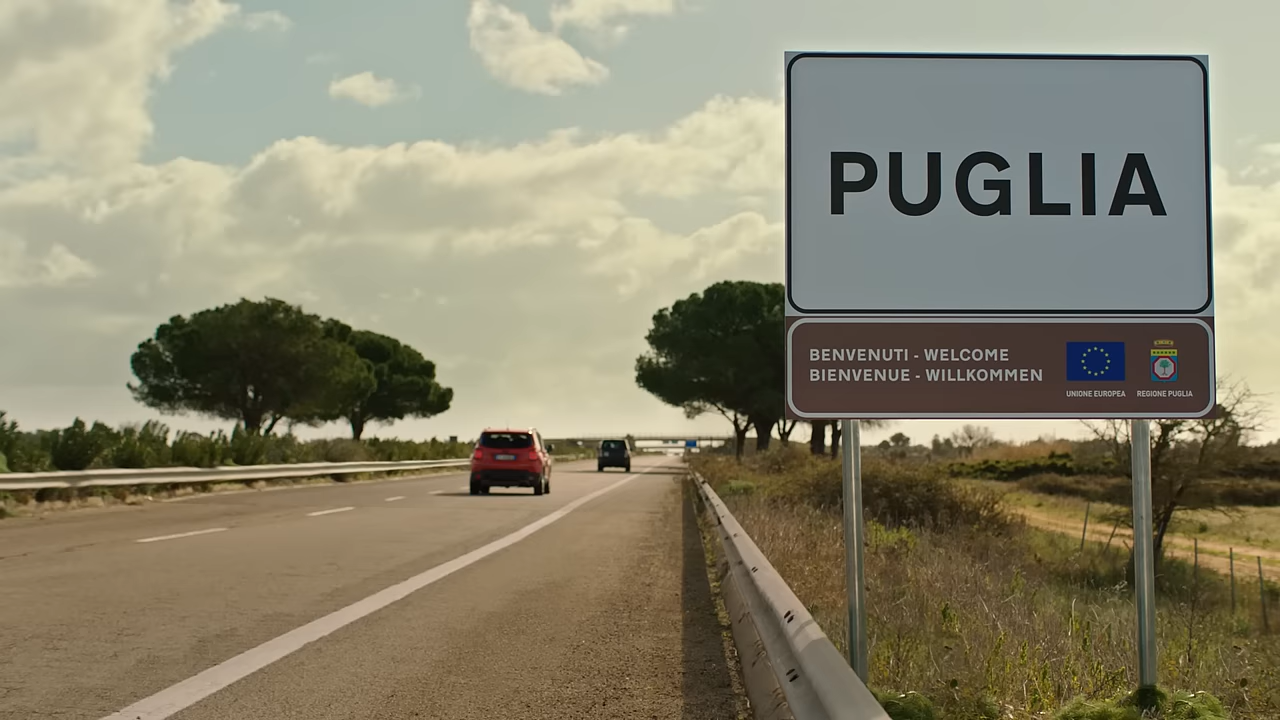 PUGLIA
BENVENUTI - WELCOME
BIENVENUE - WILLKOMMEN
UNIONE EUROPEA
REGIONE PUGLIA